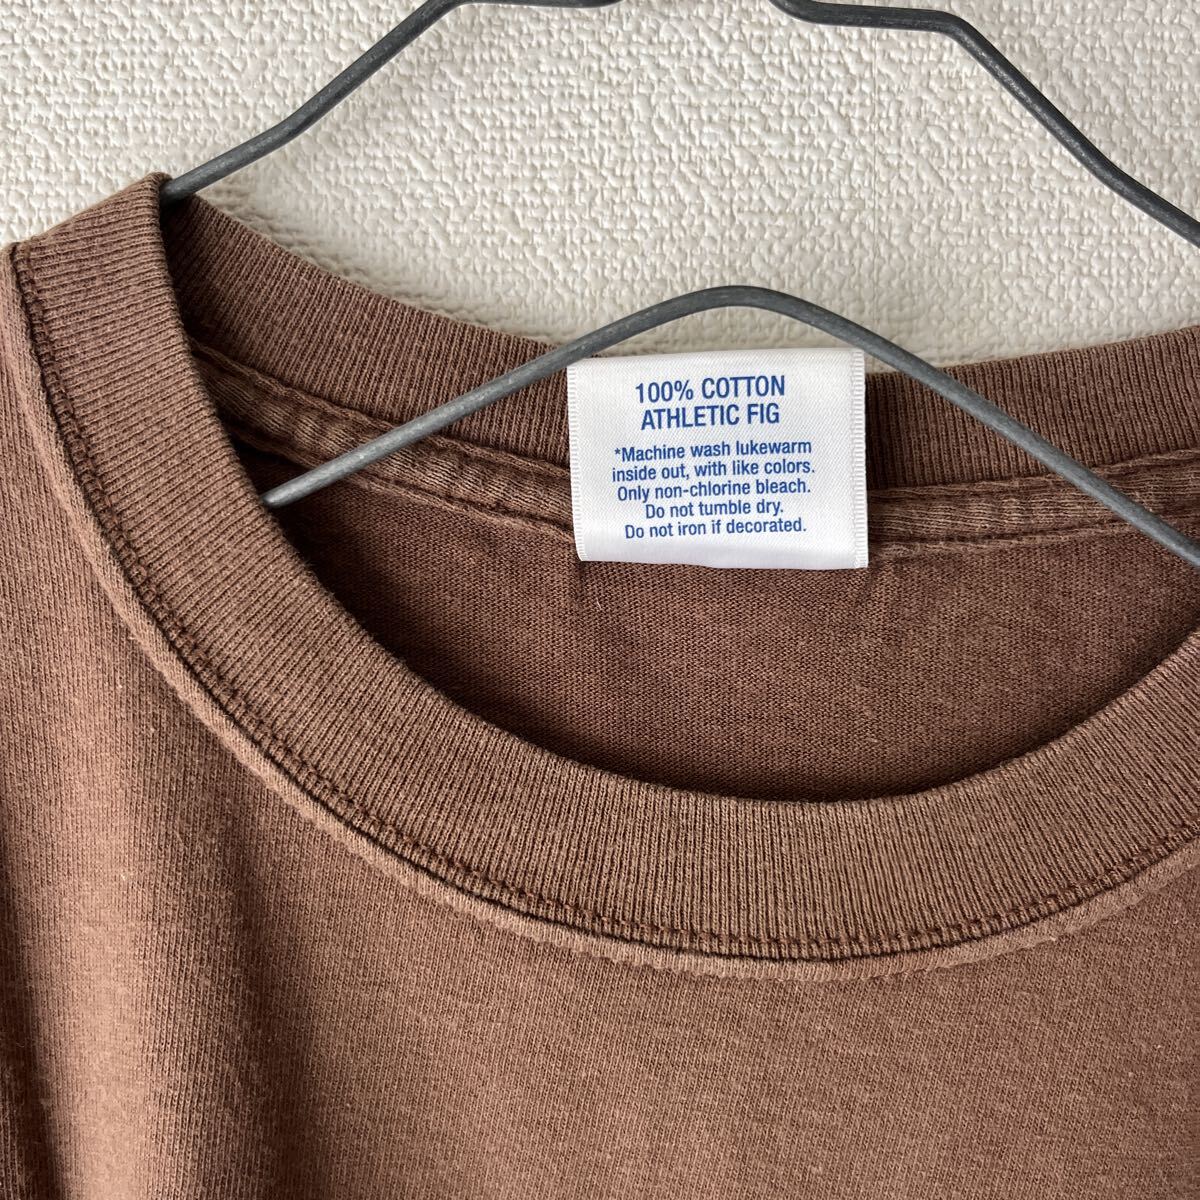 100% COTTON
ATHLETIC FIG
*Machine wash lukewarm
inside out, with like colors.
Only non-chlorine bleach.
Do not tumble dry.
Do not iron if decorated.